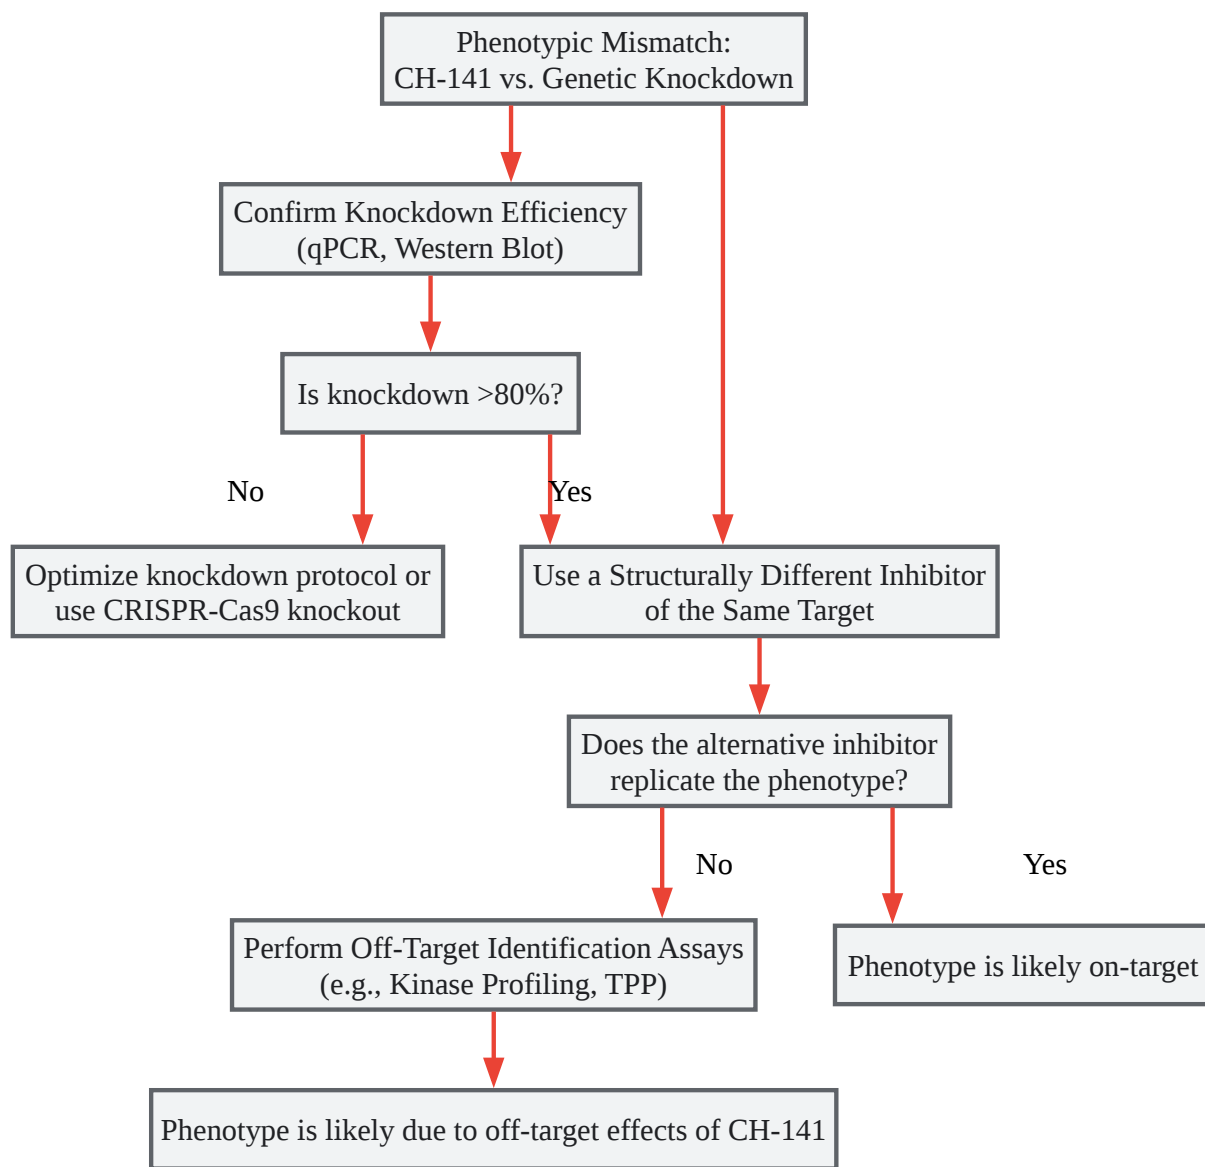 Phenotypic Mismatch:
CH-141 vs. Genetic Knockdown
Confirm Knockdown Efficiency
(qPCR, Western Blot)
Is knockdown >80%?
No
Yes
Optimize knockdown protocol or
use CRISPR-Cas9 knockout
Use a Structurally Different Inhibitor
of the Same Target
Does the alternative inhibitor
replicate the phenotype?
No
Yes
Perform Off-Target Identification Assays
(e.g., Kinase Profiling, TPP)
Phenotype is likely on-target
Phenotype is likely due to off-target effects of CH-141